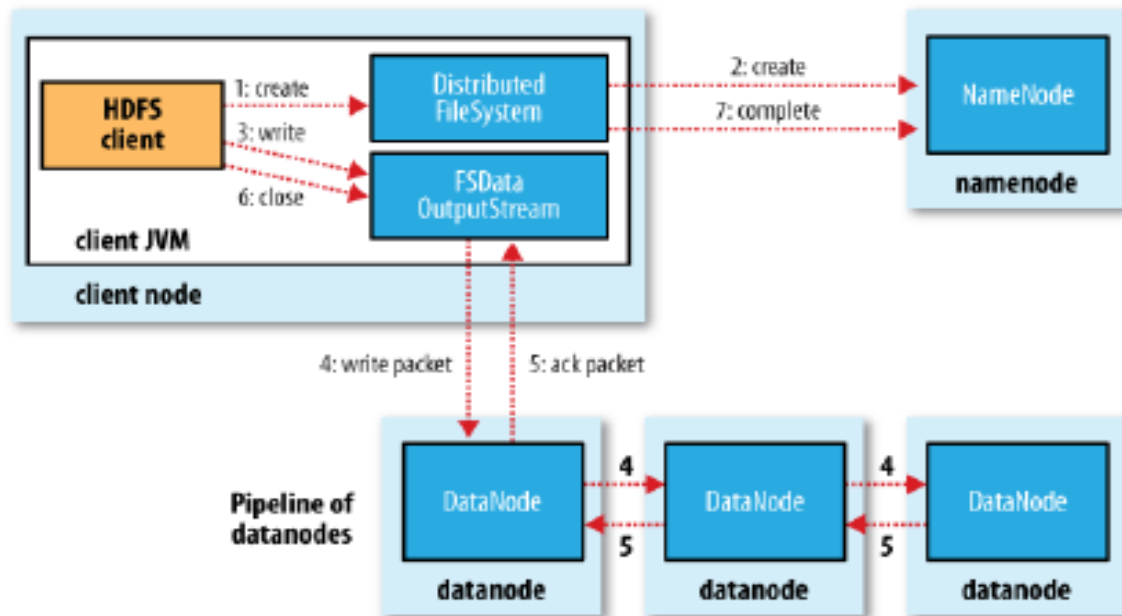 HDFS
client
1: create
3: write
6: close
Distributed
FileSystem
FSData
OutputStream
client JVM
client node
2: create
7: complete
NameNode
namenode
4: write packet
5: ack packet
Pipeline of
datanodes
DataNode
datanode
4
5
DataNode
datanode
4
5
DataNode
datanode